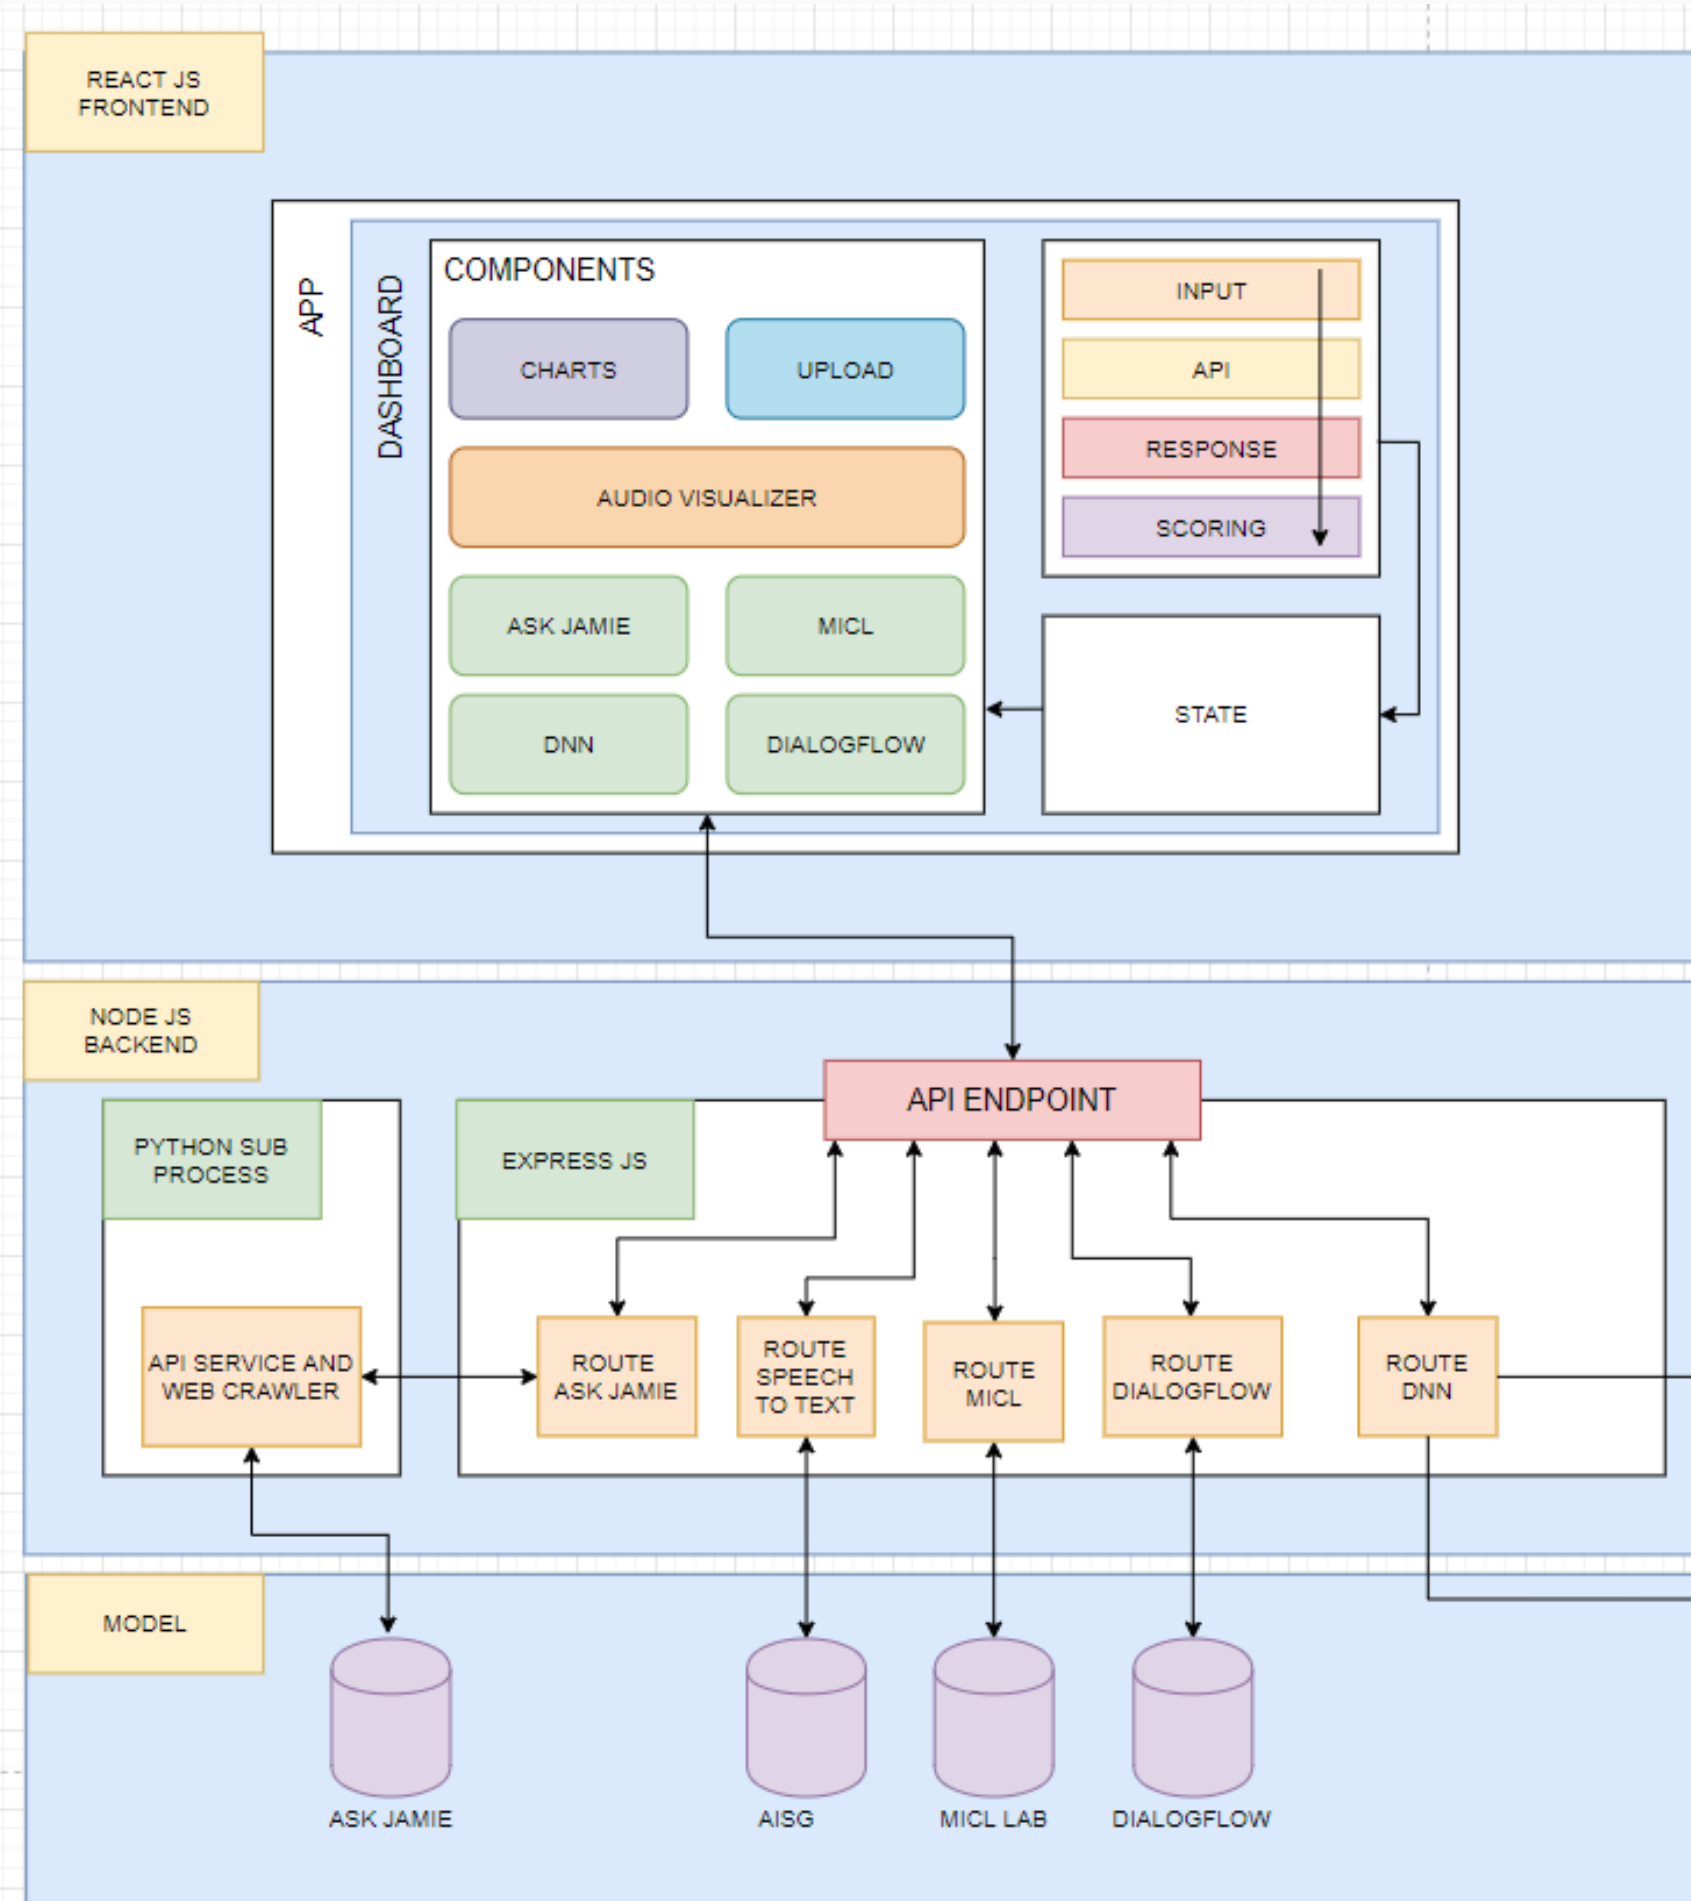 REACT JS
FRONTEND
APP
DASHBOARD
COMPONENTS
CHARTS
UPLOAD
AUDIO VISUALIZER
ASK JAMIE
MICL
DNN
DIALOGFLOW
INPUT
API
RESPONSE
SCORING
STATE
NODE JS
BACKEND
API ENDPOINT
PYTHON SUB
PROCESS
EXPRESS JS
API SERVICE AND
WEB CRAWLER
ROUTE
ASK JAMIE
ROUTE
SPEECH
TO TEXT
ROUTE
MICL
ROUTE
DIALOGFLOW
ROUTE
DNN
MODEL
ASK JAMIE
AISG
MICL LAB
DIALOGFLOW